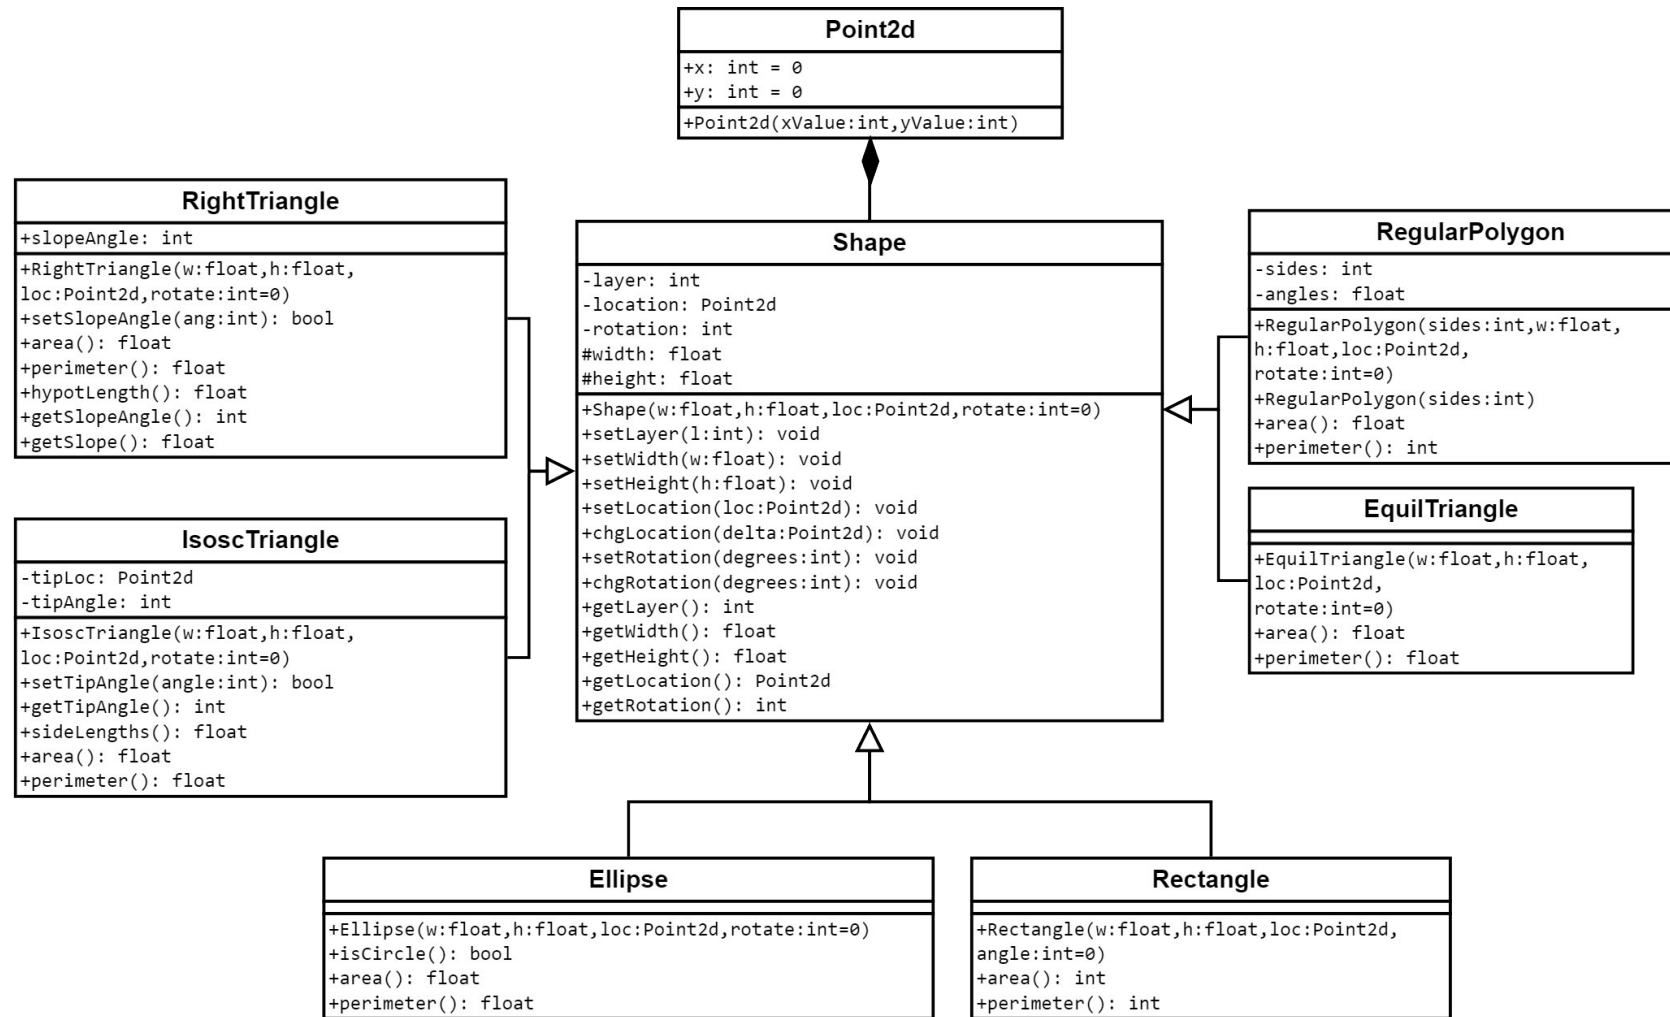 Point2d
+x: int = 0
+y: int = 0
+Point2d(xValue:int,yValue:int)
RightTriangle
+slopeAngle: int
+RightTriangle(w:float,h:float,
loc:Point2d,rotate:int=0)
+setSlopeAngle(ang:int): bool
+area(): float
+perimeter(): float
+hypotLength(): float
+getSlopeAngle(): int
+getSlope(): float
IsoscTriangle
-tipLoc: Point2d
-tipAngle: int
+IsoscTriangle(w:float,h:float,
loc:Point2d,rotate:int=0)
+setTipAngle(angle:int): bool
+getTipAngle(): int
+sideLengths(): float
+area(): float
+perimeter(): float
Shape
-layer: int
-location: Point2d
-rotation: int
#width: float
#height: float
+Shape(w:float,h:float,loc:Point2d,rotate:int=0)
+setLayer(l:int): void
+setWidth(w:float): void
+setHeight(h:float): void
+setLocation(loc:Point2d): void
+chgLocation(delta:Point2d): void
+setRotation(degrees:int): void
+chgRotation(degrees:int): void
+getLayer(): int
+getWidth(): float
+getHeight(): float
+getLocation(): Point2d
+getRotation(): int
RegularPolygon
-sides: int
-angles: float
+RegularPolygon(sides:int,w:float,
h:float,loc:Point2d,
rotate:int=0)
+RegularPolygon(sides:int)
+area(): float
+perimeter(): int
EquilTriangle
+EquilTriangle(w:float,h:float,
loc:Point2d,
rotate:int=0)
+area(): float
+perimeter(): float
Ellipse
+Ellipse(w:float,h:float,loc:Point2d,rotate:int=0)
+isCircle(): bool
+area(): float
+perimeter(): float
Rectangle
+Rectangle(w:float,h:float,loc:Point2d,
angle:int=0)
+area(): int
+perimeter(): int